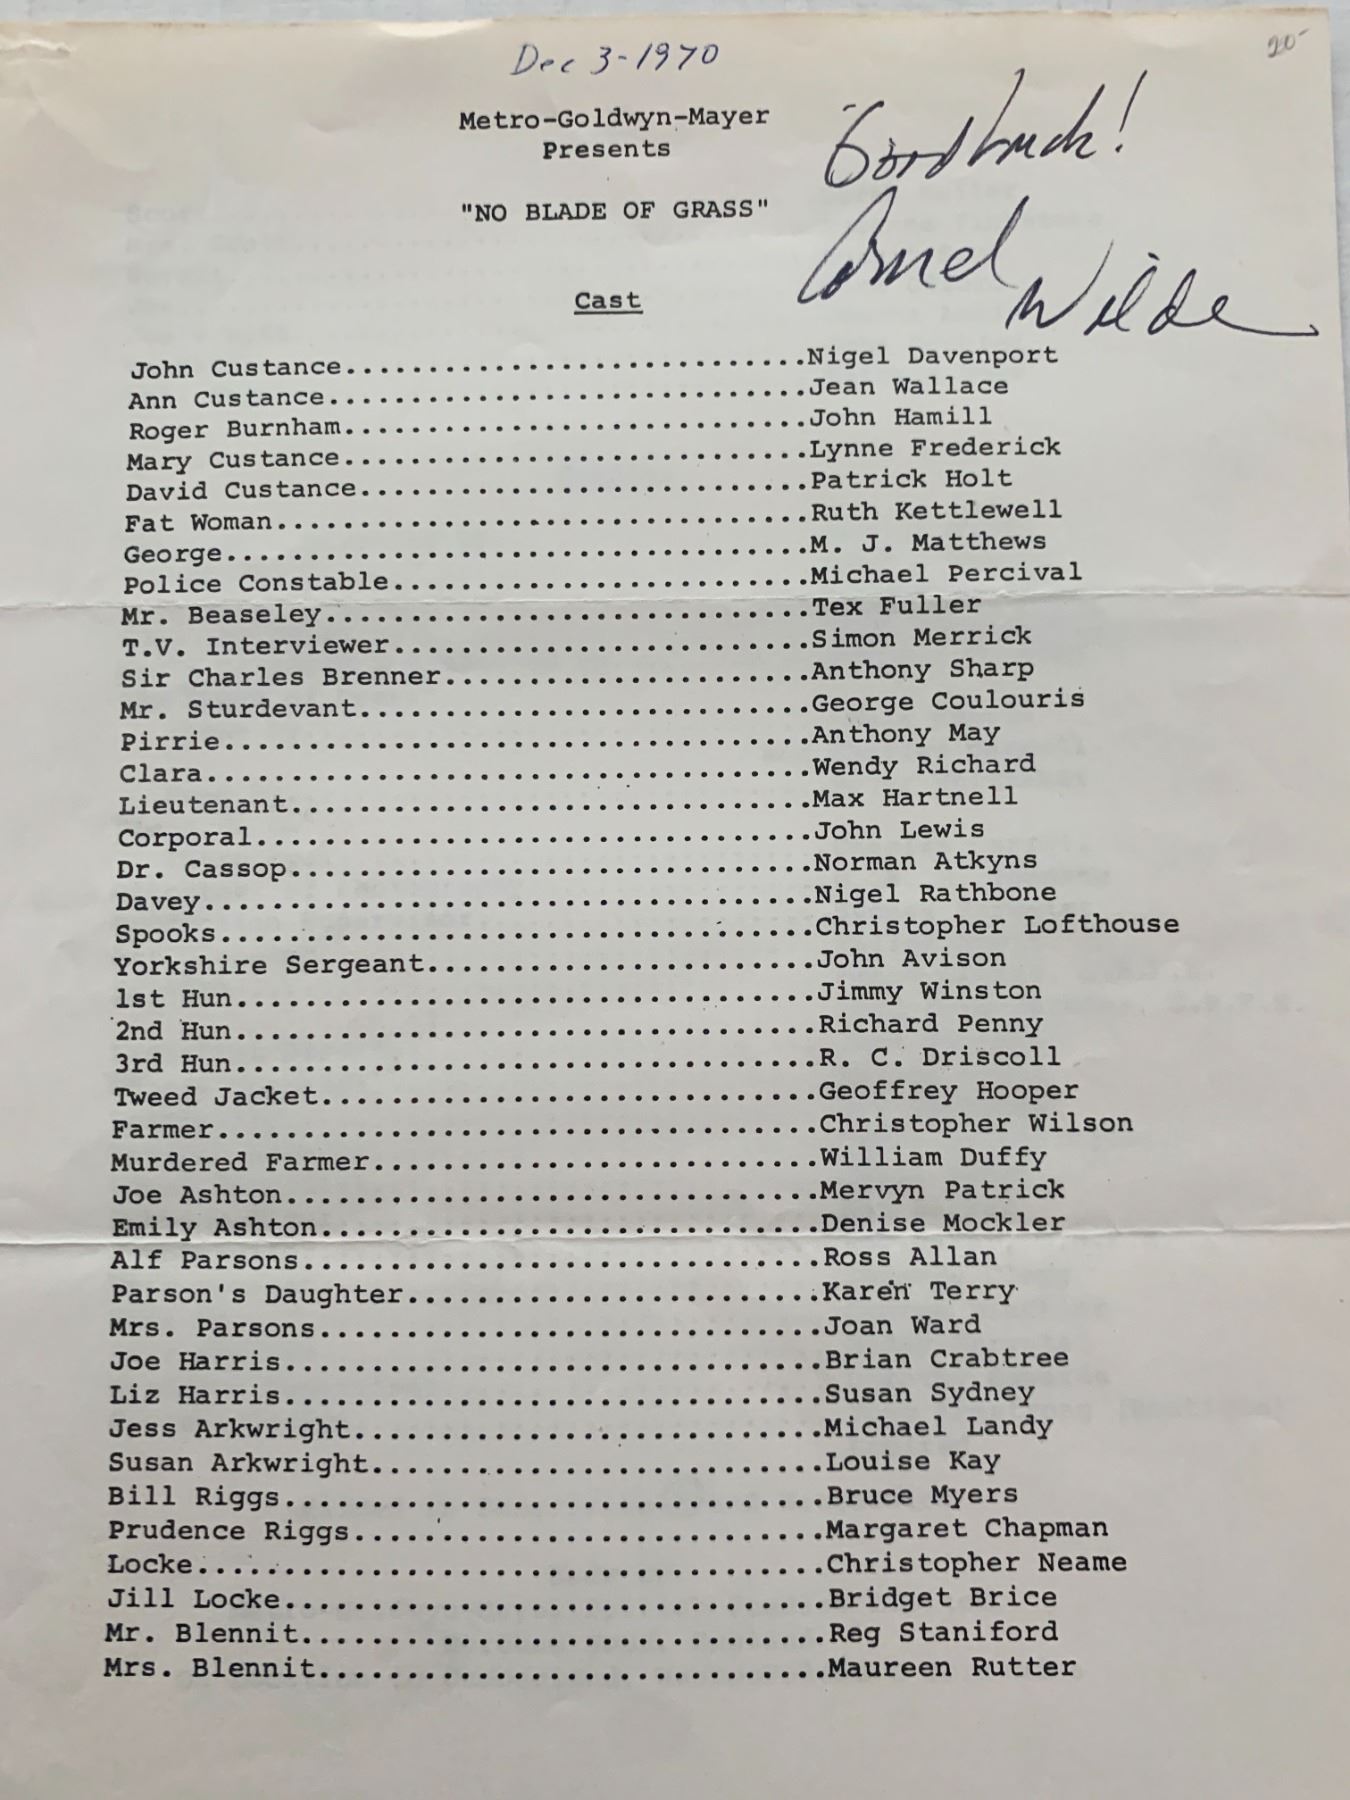 Dec 3-1970
20-
Metro-Goldwyn-Mayer
Presents
Good Luck!
"NO BLADE OF GRASS"
Cornel
Wilde
Cast
John Custance............................Nigel Davenport
Ann Custance.............................Jean Wallace
Roger Burnham............................John Hamill
Mary Custance............................Lynne Frederick
David Custance...........................Patrick Holt
Fat Woman................................Ruth Kettlewell
George...................................M. J. Matthews
Police Constable.........................Michael Percival
Mr. Beaseley.............................Tex Fuller
T.V. Interviewer.........................Simon Merrick
Sir Charles Brenner......................Anthony Sharp
Mr. Sturdevant...........................George Coulouris
Pirrie...................................Anthony May
Clara....................................Wendy Richard
Lieutenant...............................Max Hartnell
Corporal.................................John Lewis
Dr. Cassop...............................Norman Atkyns
Davey....................................Nigel Rathbone
Spooks...................................Christopher Lofthouse
Yorkshire Sergeant.......................John Avison
1st Hun..................................Jimmy Winston
2nd Hun..................................Richard Penny
3rd Hun..................................R. C. Driscoll
Tweed Jacket.............................Geoffrey Hooper
Farmer...................................Christopher Wilson
Murdered Farmer..........................William Duffy
Joe Ashton...............................Mervyn Patrick
Emily Ashton.............................Denise Mockler
Alf Parsons..............................Ross Allan
Parson's Daughter........................Karen Terry
Mrs. Parsons.............................Joan Ward
Joe Harris...............................Brian Crabtree
Liz Harris...............................Susan Sydney
Jess Arkwright...........................Michael Landy
Susan Arkwright..........................Louise Kay
Bill Riggs...............................Bruce Myers
Prudence Riggs...........................Margaret Chapman
Locke....................................Christopher Neame
Jill Locke...............................Bridget Brice
Mr. Blennit..............................Reg Staniford
Mrs. Blennit.............................Maureen Rutter